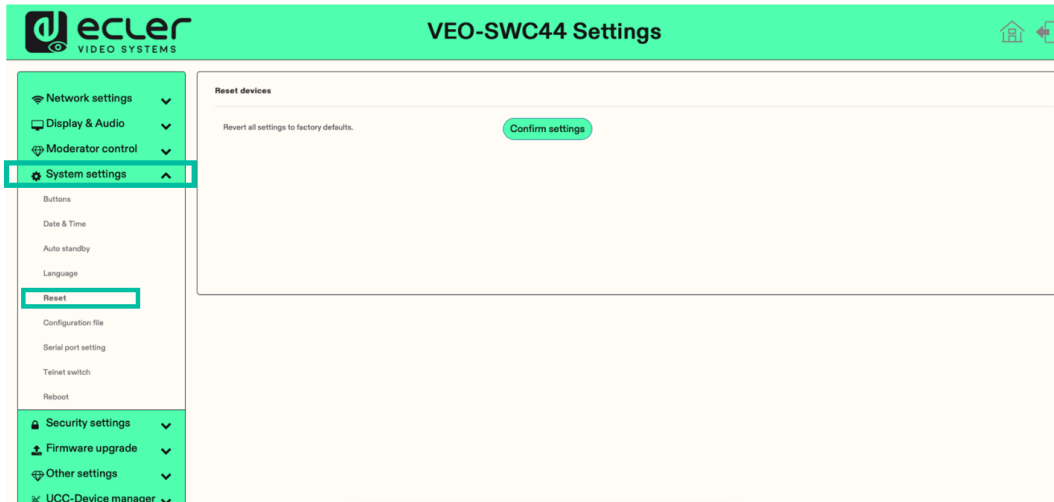 ecler
VIDEO SYSTEMS
VEO-SWC44 Settings
Network settings
Display & Audio
Moderator control
System settings
Buttons
Date & Time
Auto standby
Language
Reset
Configuration file
Serial port setting
Telnet switch
Reboot
Security settings
Firmware upgrade
Other settings
UCC-Device manager
Reset devices
Revert all settings to factory defaults.
Confirm settings